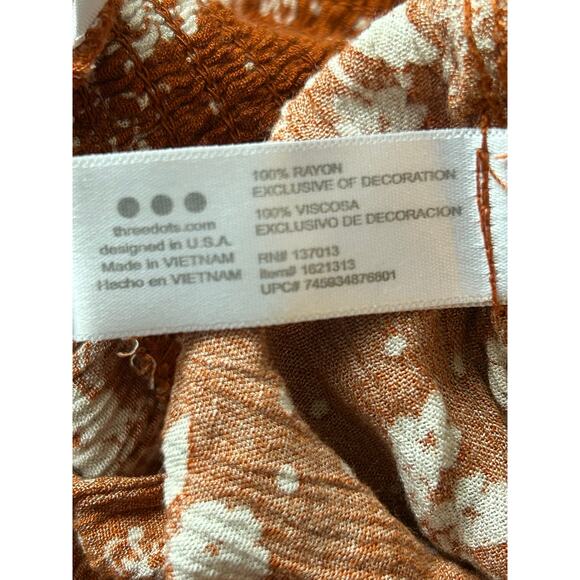 threedots.com
designed in U.S.A.
Made in VIETNAM
Hecho en VIETNAM
100% RAYON
EXCLUSIVE OF DECORATION
100% VISCOSA
EXCLUSIVO DE DECORACION
RN# 137013
Item# 1621313
UPC# 745934876601